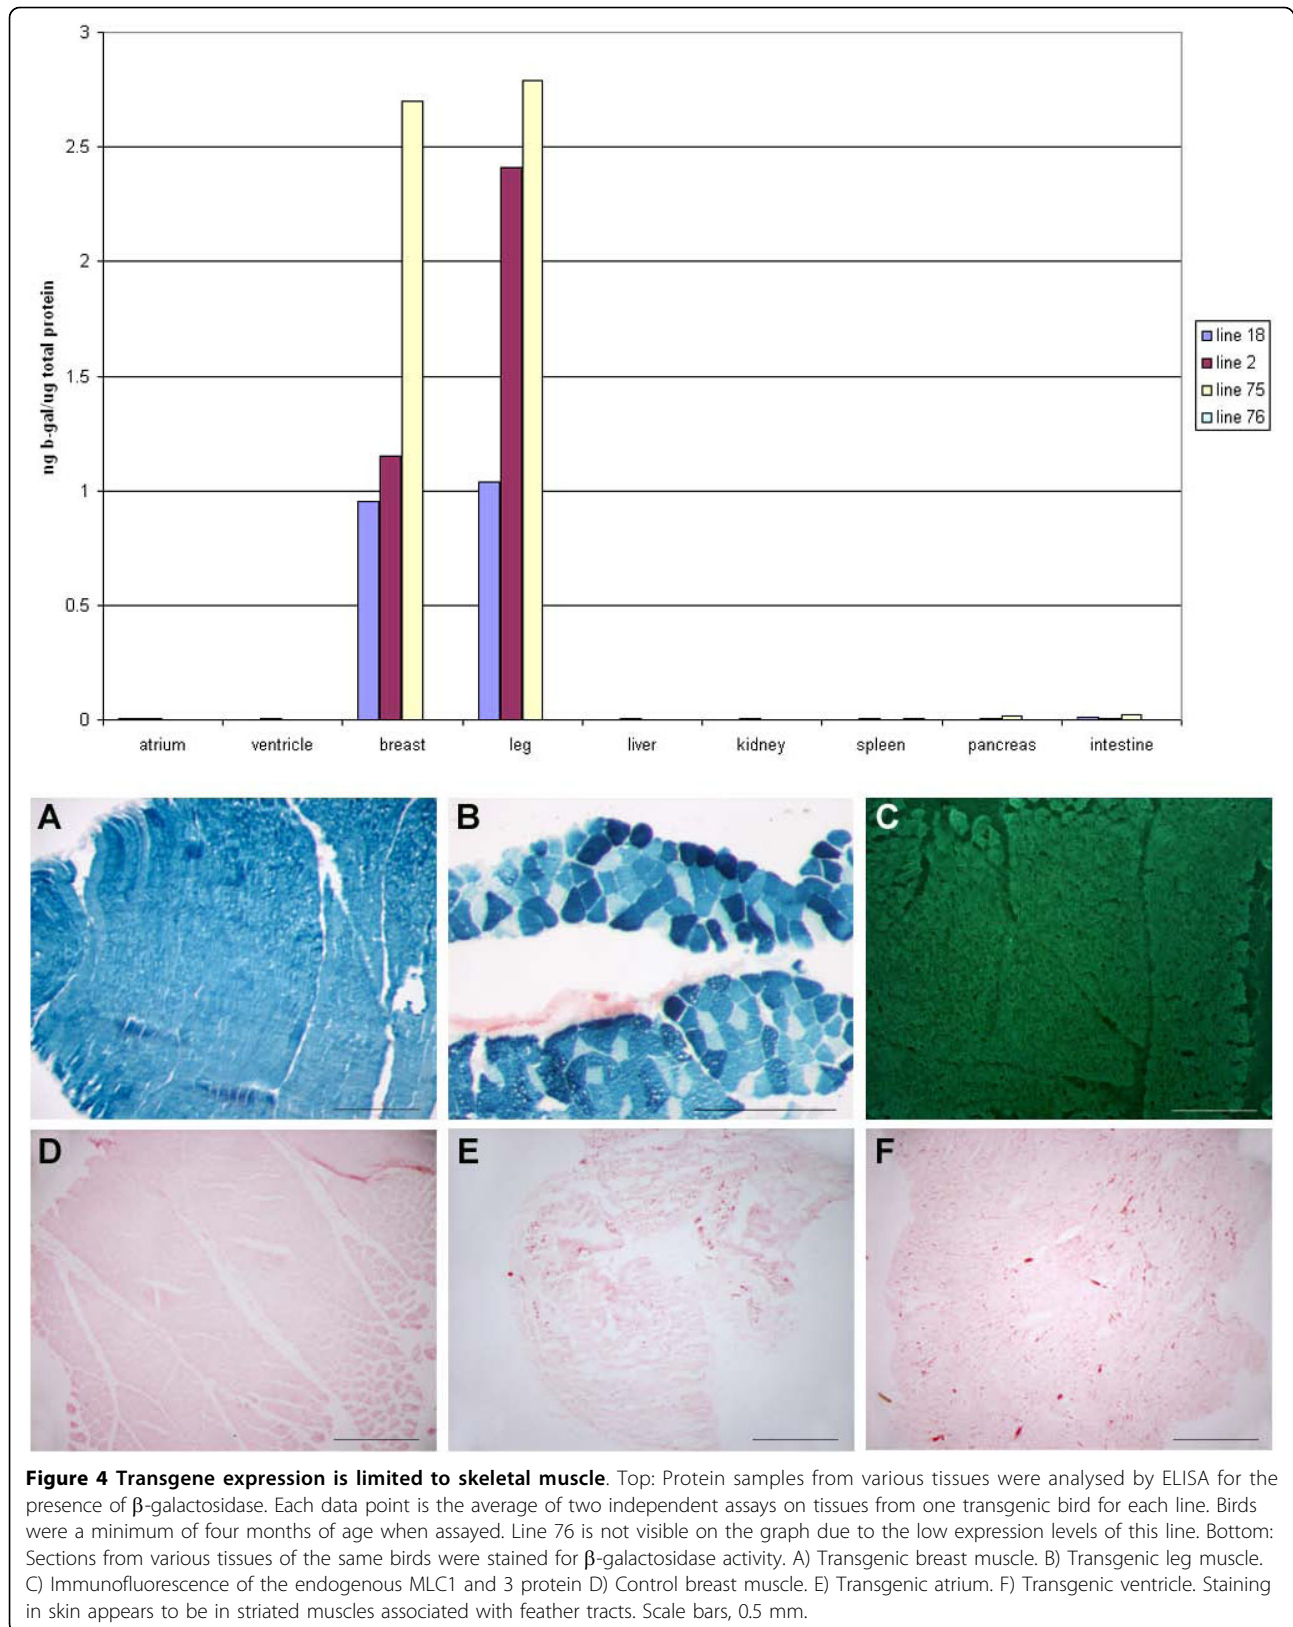 3
2.5
2
1.5
1
0.5
0
ng b-gal/ug total protein
atrium ventricle breast leg liver kidney spleen pancreas intestine
line 18
line 2
line 75
line 76
A
B
C
D
E
F
Figure 4 Transgene expression is limited to skeletal muscle. Top: Protein samples from various tissues were analysed by ELISA for the
presence of β-galactosidase. Each data point is the average of two independent assays on tissues from one transgenic bird for each line. Birds
were a minimum of four months of age when assayed. Line 76 is not visible on the graph due to the low expression levels of this line. Bottom:
Sections from various tissues of the same birds were stained for β-galactosidase activity. A) Transgenic breast muscle. B) Transgenic leg muscle.
C) Immunofluorescence of the endogenous MLC1 and 3 protein D) Control breast muscle. E) Transgenic atrium. F) Transgenic ventricle. Staining
in skin appears to be in striated muscles associated with feather tracts. Scale bars, 0.5 mm.